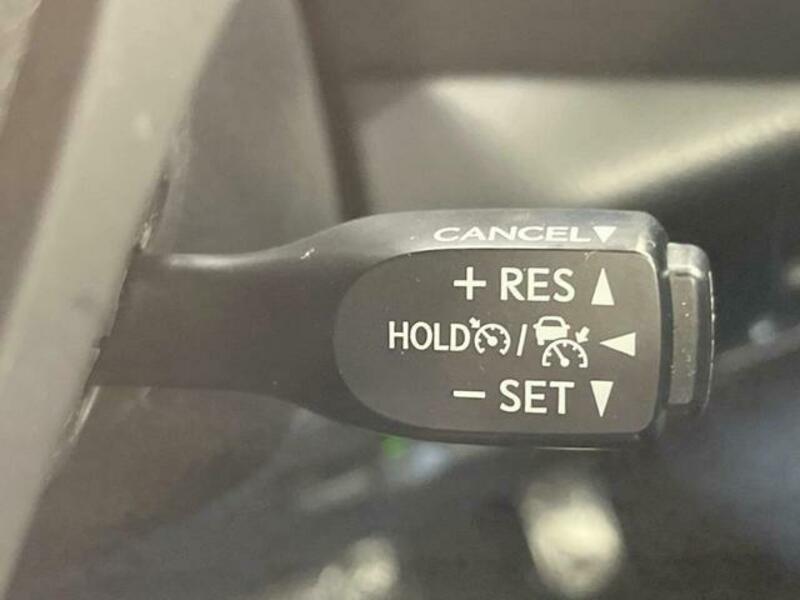 CANCEL▼
+ RES ▲
HOLD / ◀
- SET ▼